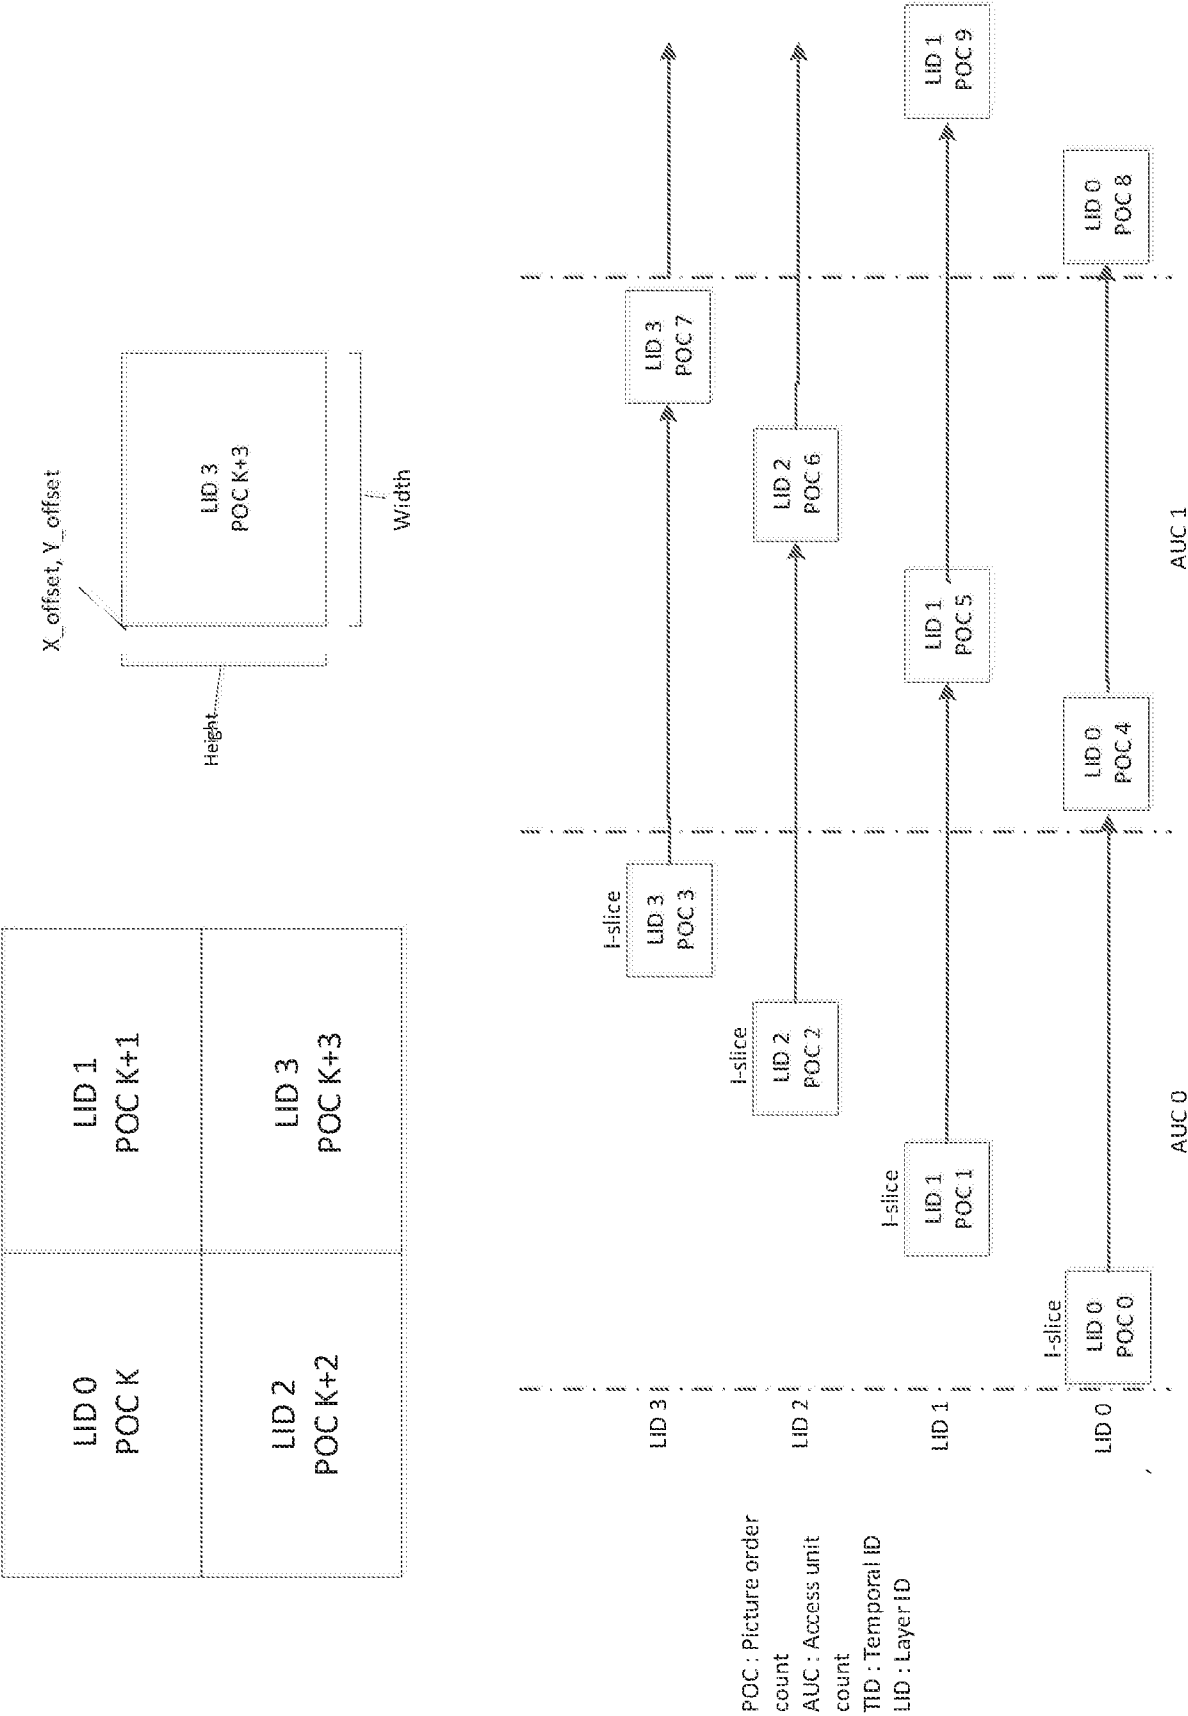 LID 0
POC K
LID 1
POC K+1
LID 2
POC K+2
LID 3
POC K+3
X_offset, Y_offset
Height
LID 3
POC K+3
Width
POC : Picture order
count
AUC : Access unit
count
TID : Temporal ID
LID : Layer ID
LID 3
I-slice
LID 3
POC 3
LID 3
POC 7
LID 2
I-slice
LID 2
POC 2
LID 2
POC 6
LID 1
I-slice
LID 1
POC 1
LID 1
POC 5
LID 1
POC 9
LID 0
I-slice
LID 0
POC 0
LID 0
POC 4
LID 0
POC 8
AUC 0
AUC 1